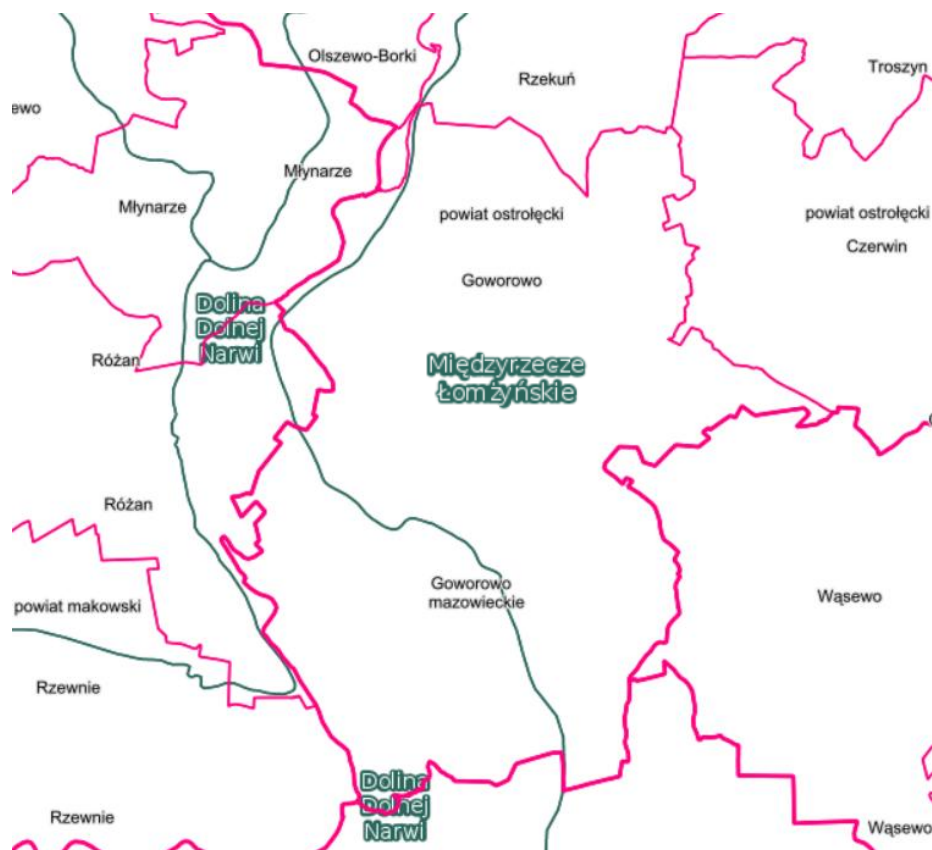 Olszewo-Borki
Troszyn
Rzekuń
ewo
Młynarze
Młynarze
powiat ostrołęcki
powiat ostrołęcki
Czerwin
Goworowo
Dolina
Dolnej
Narwi
Różan
Międzyrzecze
Łomżyńskie
Różan
Goworowo
mazowieckie
Wąsewo
powiat makowski
Rzewnie
Dolina
Dolnej
Narwi
Rzewnie
Wąsewo